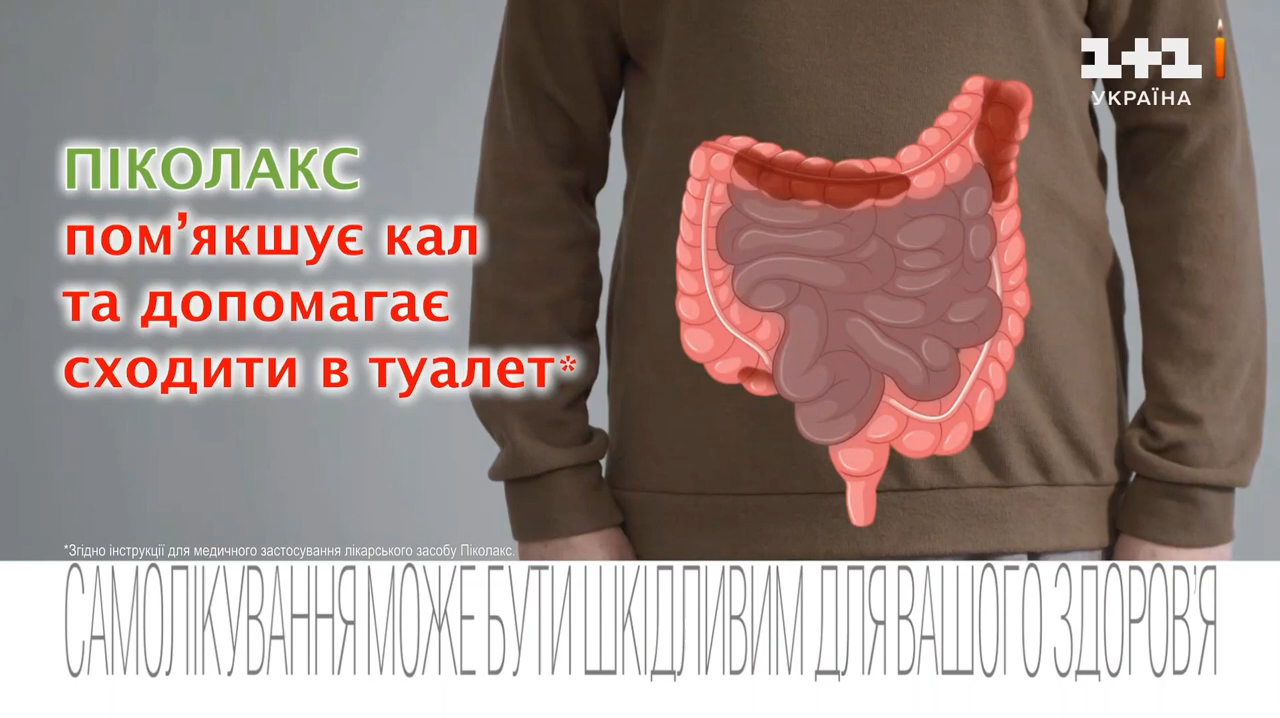 1+1
УКРАЇНА
ПІКОЛАКС
пом’якшує кал
та допомагає
сходити в туалет*
*Згідно інструкції для медичного застосування лікарського засобу Піколакс.
САМОЛІКУВАННЯ МОЖЕ БУТИ ШКІДЛИВИМ ДЛЯ ВАШОГО ЗДОРОВ’Я